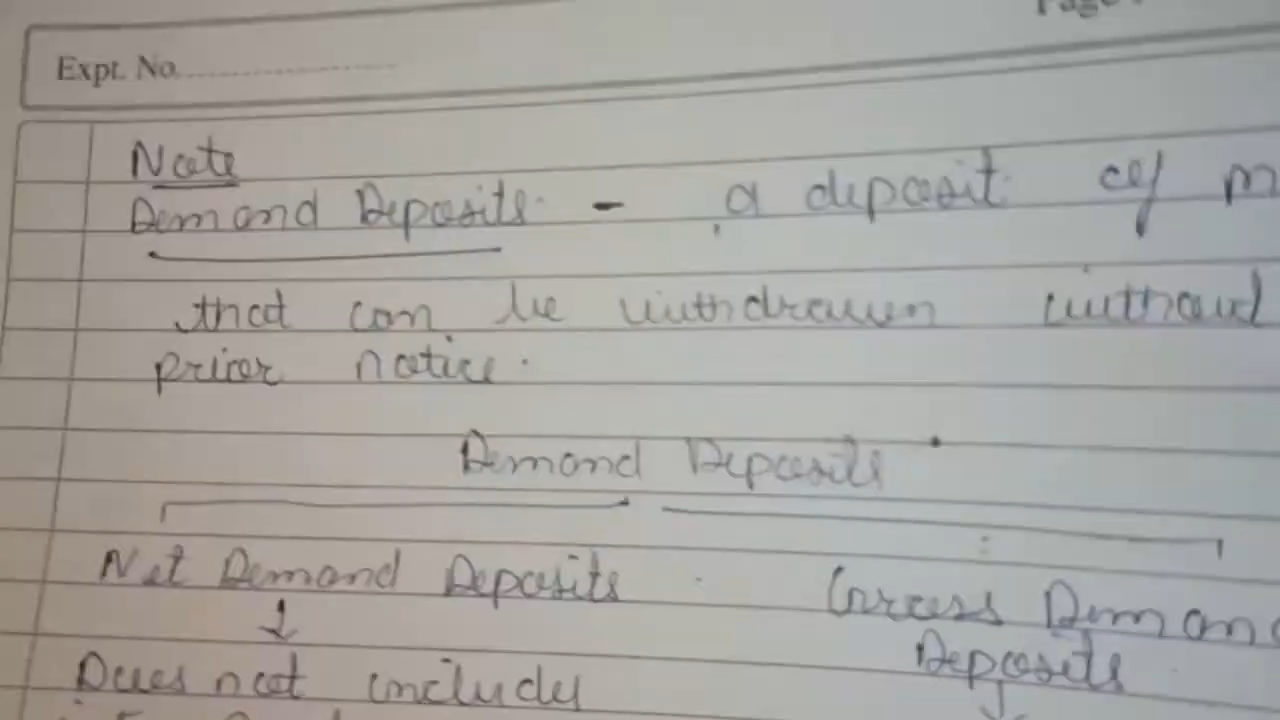 Page
Expt. No.
Note
Demand Deposits - a deposit of m
that can be withdrawn without
prior notice.
Demand Deposits
Net Demand Deposits
Gross Demand
Deposits
Does not include